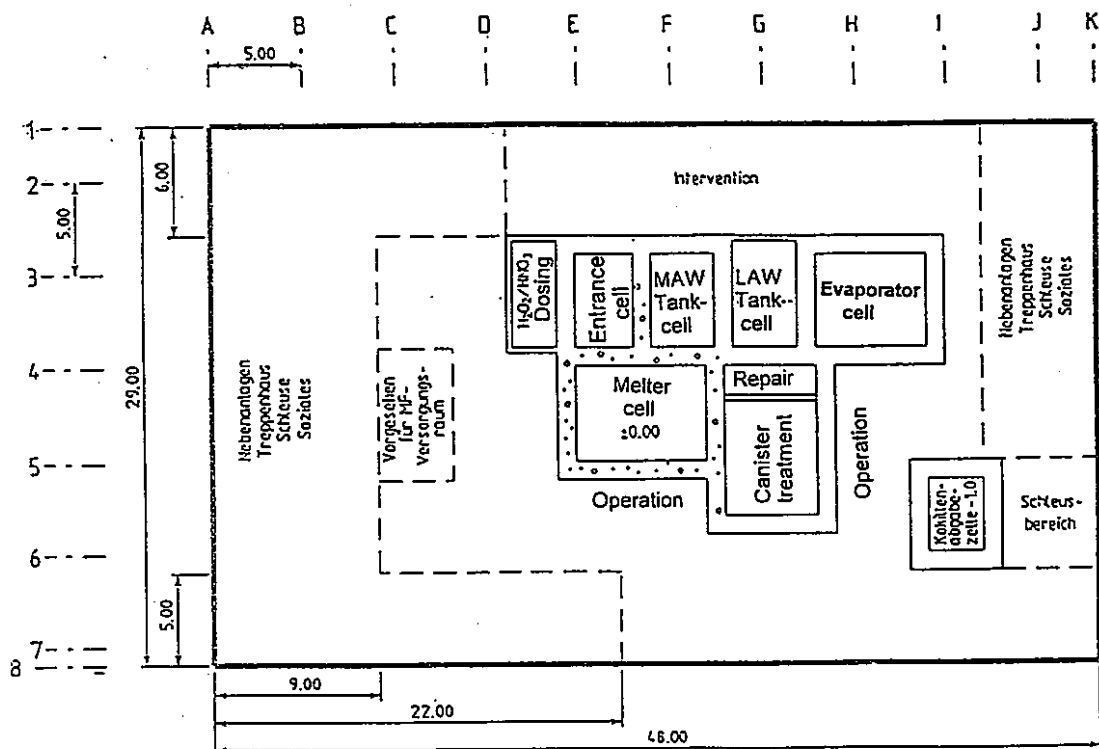 A B C D E F G H I J K
5.00
1
2
3
4
5
6
7
8
29.00
6.00
5.00
5.00
Intervention
Nebenanlagen
Treppenhaus
Schleuse
Soziales
Vorgesehen
für MF-
Versorgungs-
raum
H₂O₂/HNO₃
Dosing
Entrance
cell
MAW
Tank-
cell
LAW
Tank-
cell
Evaporator
cell
Nebenanlagen
Treppenhaus
Schleuse
Soziales
Melter
cell
±0.00
Repair
Canister
treatment
Operation
Operation
Kokillen-
abgabe-
zelle -1.0
Schleus-
bereich
9.00
22.00
46.00